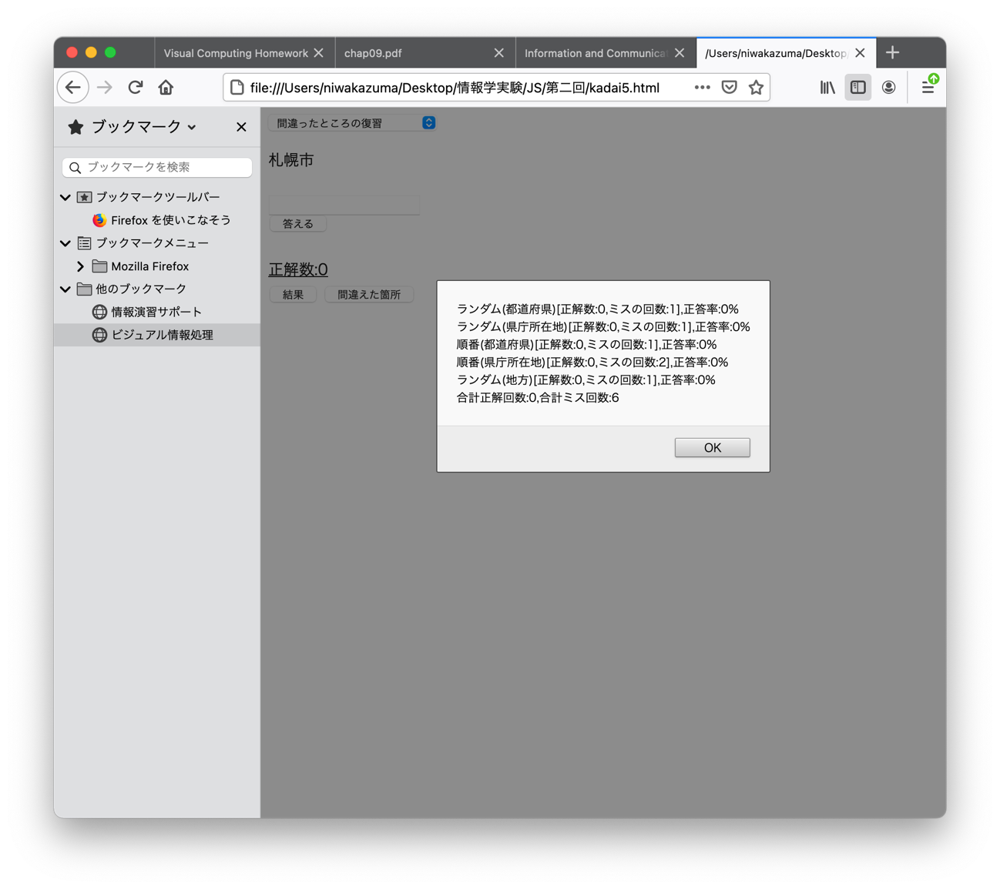 Visual Computing Homework
chap09.pdf
Information and Communicat
/Users/niwakazuma/Desktop/
file:///Users/niwakazuma/Desktop/情報学実験/JS/第二回/kadai5.html
ブックマーク
ブックマークを検索
ブックマークツールバー
Firefox を使いこなそう
ブックマークメニュー
Mozilla Firefox
他のブックマーク
情報演習サポート
ビジュアル情報処理
間違ったところの復習
札幌市
答える
正解数:0
結果 間違えた箇所
ランダム(都道府県)[正解数:0,ミスの回数:1],正答率:0%
ランダム(県庁所在地)[正解数:0,ミスの回数:1],正答率:0%
順番(都道府県)[正解数:0,ミスの回数:1],正答率:0%
順番(県庁所在地)[正解数:0,ミスの回数:2],正答率:0%
ランダム(地方)[正解数:0,ミスの回数:1],正答率:0%
合計正解回数:0,合計ミス回数:6
OK